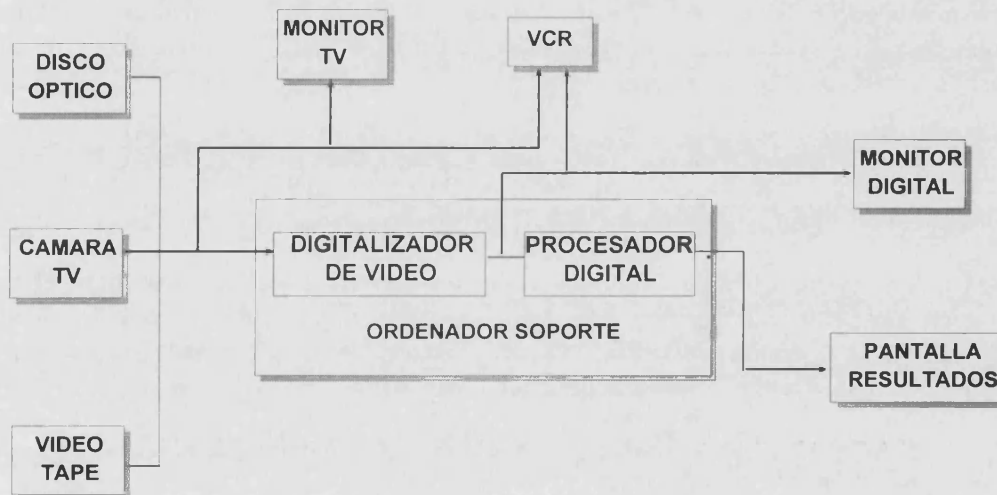 MONITOR
TV
VCR
DISCO
OPTICO
MONITOR
DIGITAL
CAMARA
TV
DIGITALIZADOR
DE VIDEO
PROCESADOR
DIGITAL
ORDENADOR SOPORTE
PANTALLA
RESULTADOS
VIDEO
TAPE